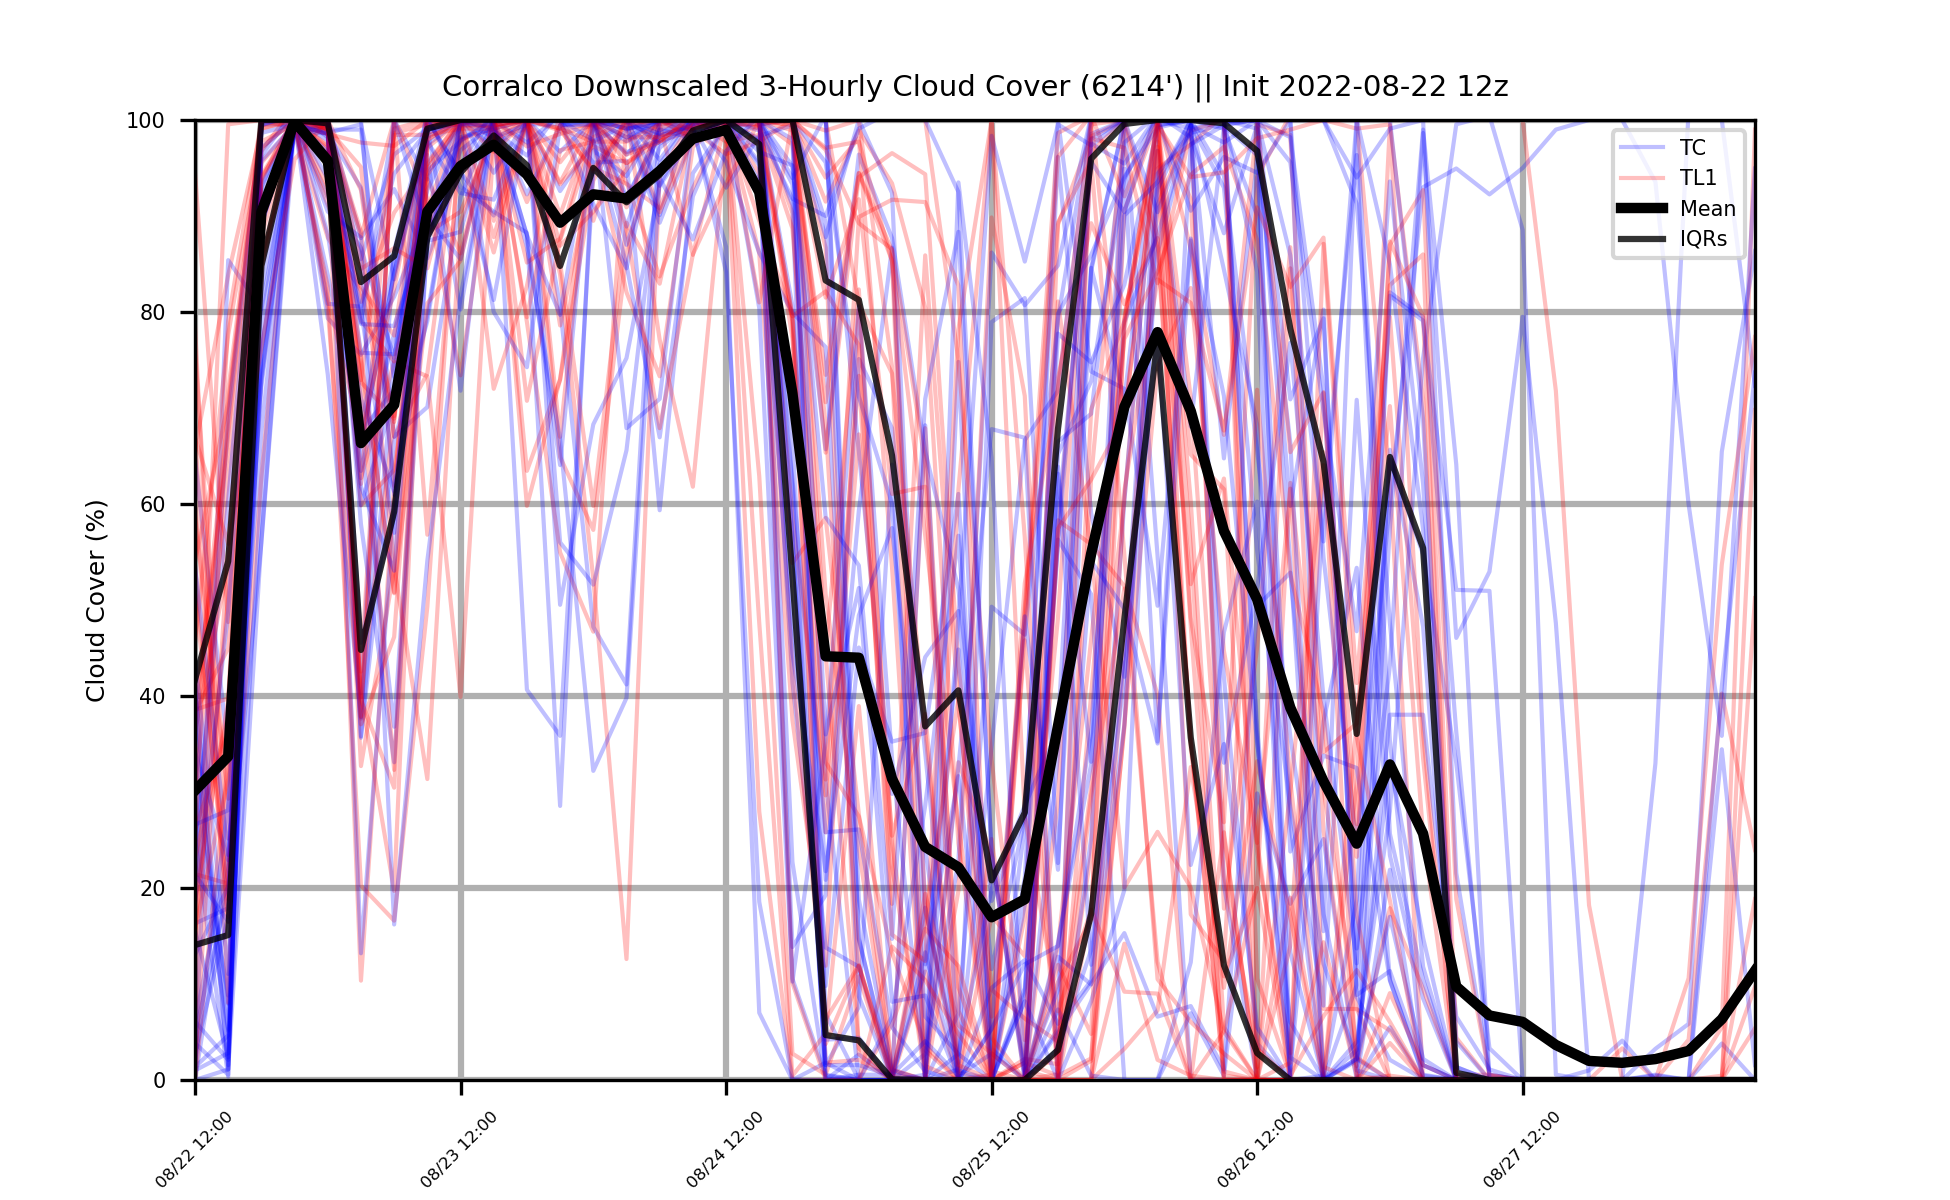 Corralco Downscaled 3-Hourly Cloud Cover (6214') || Init 2022-08-22 12z
100
80
60
40
20
0
Cloud Cover (%)
TC
TL1
Mean
IQRs
08/22 12:00
08/23 12:00
08/24 12:00
08/25 12:00
08/26 12:00
08/27 12:00